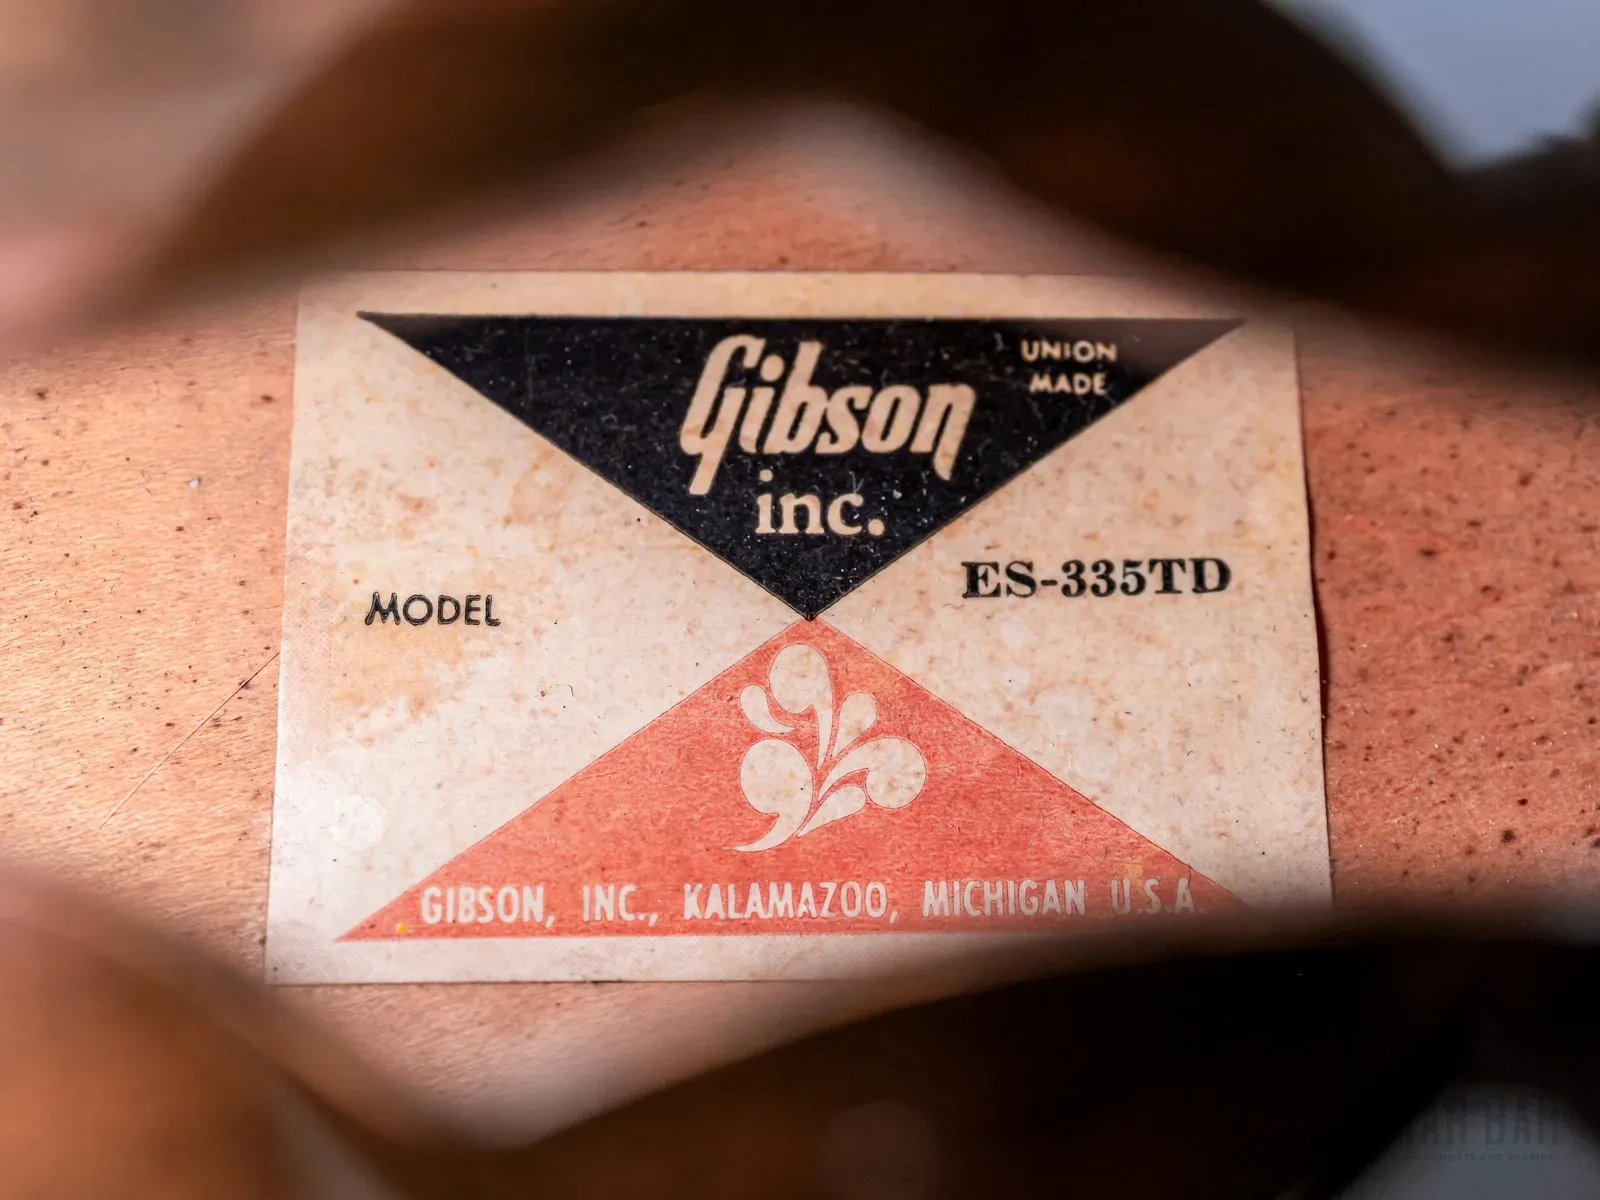 Gibson
inc.
UNION
MADE
MODEL
ES-335TD
GIBSON, INC., KALAMAZOO, MICHIGAN U.S.A.